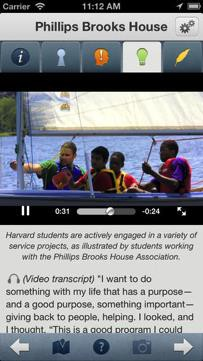 Carrier 11:12 AM
Phillips Brooks House
0:31 -0:24
Harvard students are actively engaged in a variety of
service projects, as illustrated by students working
with the Phillips Brooks House Association.
(Video transcript) "I want to do
something with my life that has a purpose—
and a good purpose, something important—
giving back to people, helping. I looked, and
I thought, “This is a good program I could